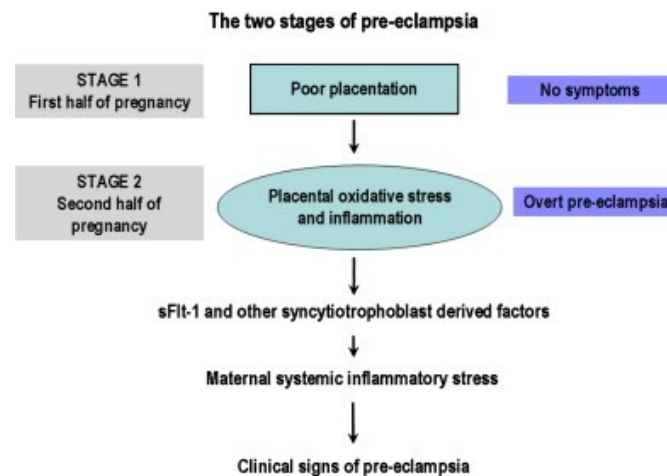 The two stages of pre-eclampsia
STAGE 1
First half of pregnancy
Poor placentation
No symptoms
STAGE 2
Second half of
pregnancy
Placental oxidative stress
and inflammation
Overt pre-eclampsia
sFlt-1 and other syncytiotrophoblast derived factors
Maternal systemic inflammatory stress
Clinical signs of pre-eclampsia